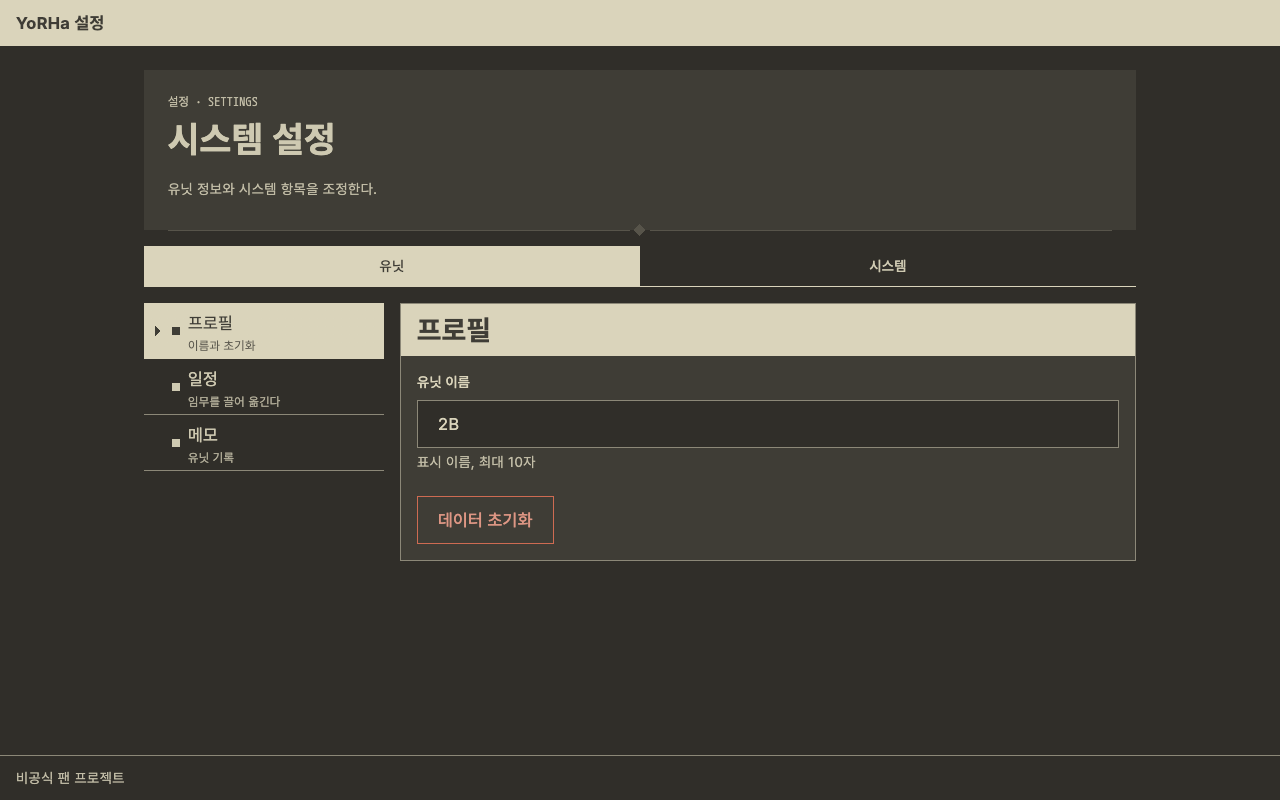 YoRHa 설정
설정 · SETTINGS
시스템 설정
유닛 정보와 시스템 항목을 조정한다.
유닛
시스템
프로필
이름과 초기화
일정
임무를 끌어 옮긴다
메모
유닛 기록
프로필
유닛 이름
2B
표시 이름, 최대 10자
데이터 초기화
비공식 팬 프로젝트